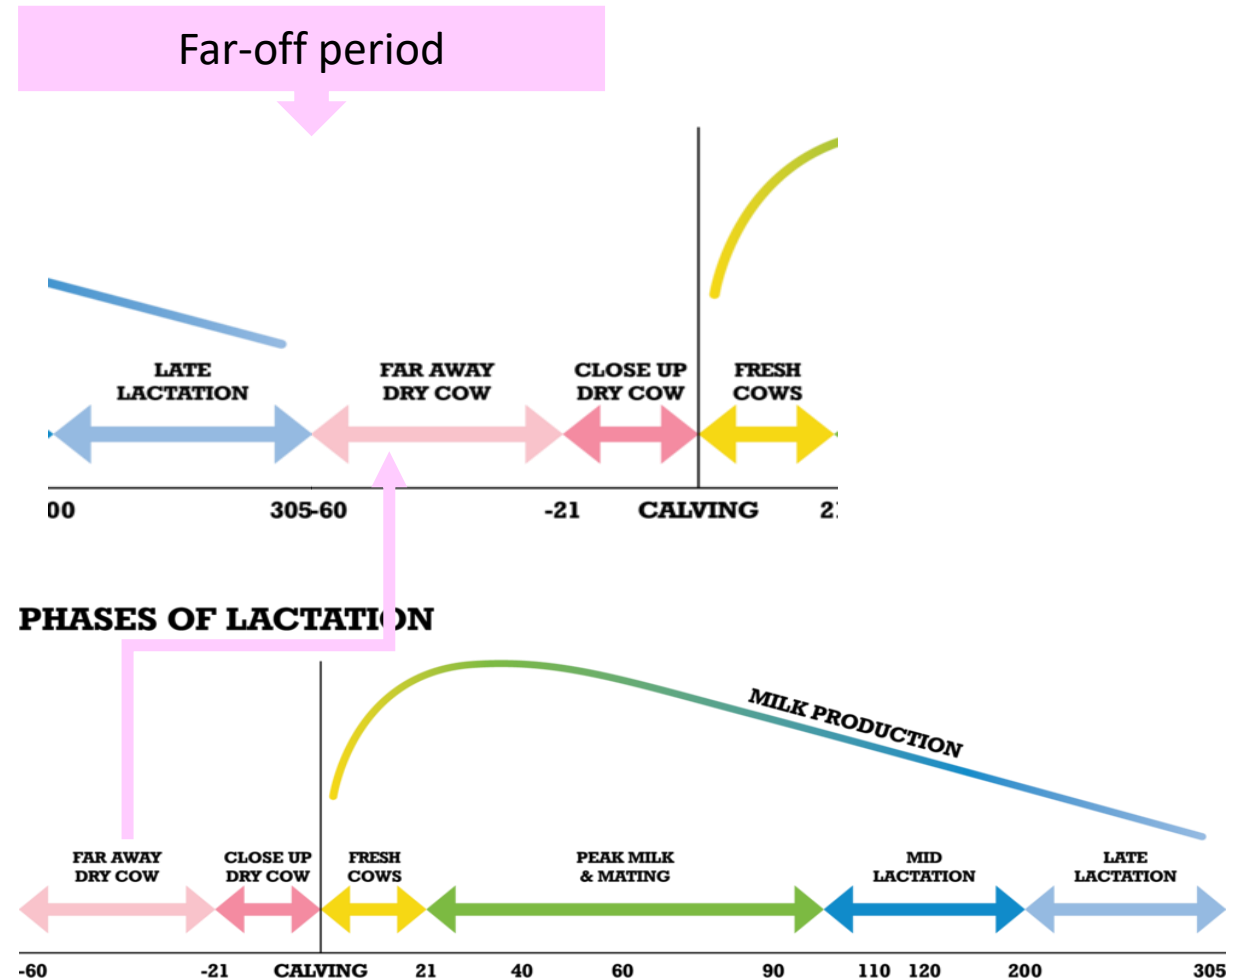 Far-off period
LATE
LACTATION
FAR AWAY
DRY COW
CLOSE UP
DRY COW
FRESH
COWS
00 305-60 -21 CALVING 2
PHASES OF LACTATION
MILK PRODUCTION
FAR AWAY
DRY COW
CLOSE UP
DRY COW
FRESH
COWS
PEAK MILK
& MATING
MID
LACTATION
LATE
LACTATION
-60 -21 CALVING 21 40 60 90 110 120 200 305